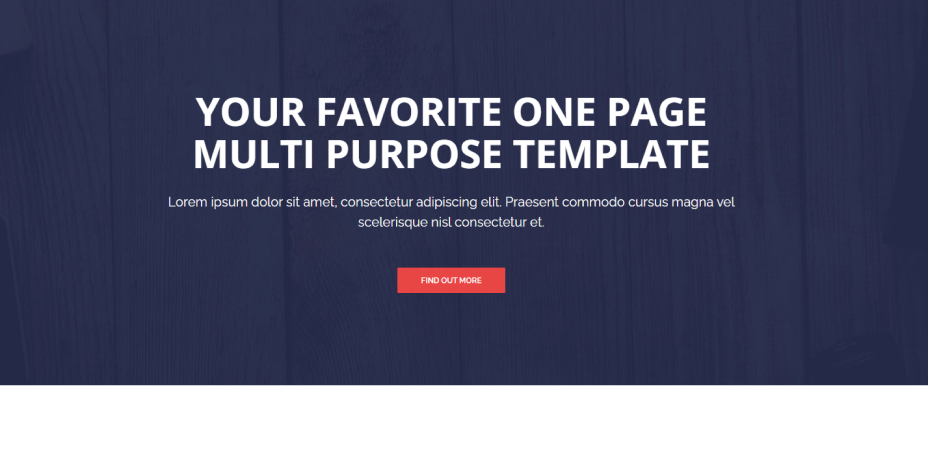 YOUR FAVORITE ONE PAGE
MULTI PURPOSE TEMPLATE
Lorem ipsum dolor sit amet, consectetur adipiscing elit. Praesent commodo cursus magna vel
scelerisque nisl consectetur et.
FIND OUT MORE